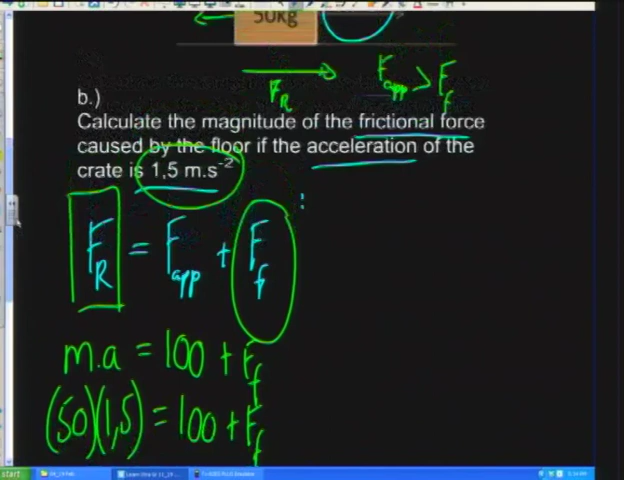 50kg
F_R
F_app > F_f
b.)
Calculate the magnitude of the frictional force
caused by the floor if the acceleration of the
crate is 1,5 m.s⁻²
F_R = F_app + F_f
m.a = 100 + F_f
(50)(1,5) = 100 + F_f
start